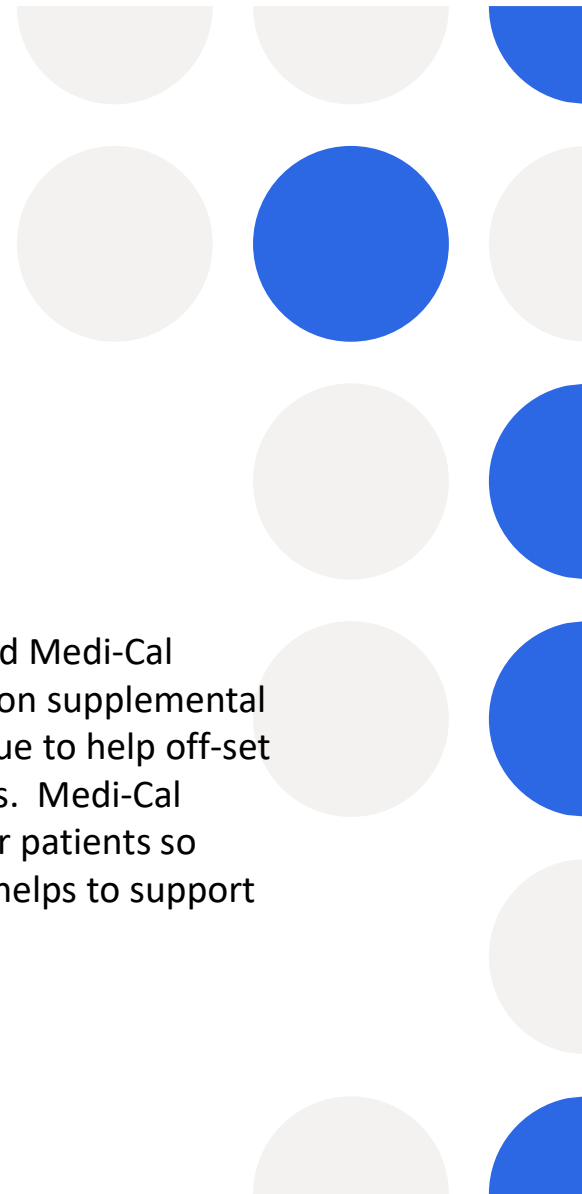 d Medi-Cal
on supplemental
ue to help off-set
s.  Medi-Cal
r patients so
helps to support